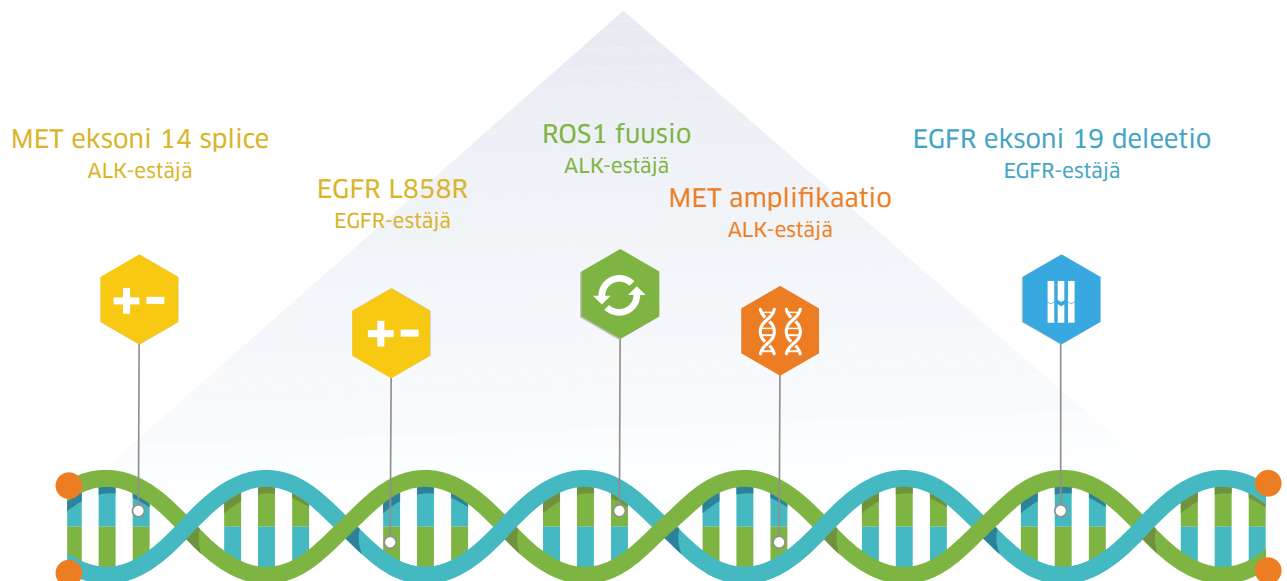 MET eksoni 14 splice
ALK-estäjä
EGFR L858R
EGFR-estäjä
ROS1 fuusio
ALK-estäjä
MET amplifikaatio
ALK-estäjä
EGFR eksoni 19 deleetio
EGFR-estäjä